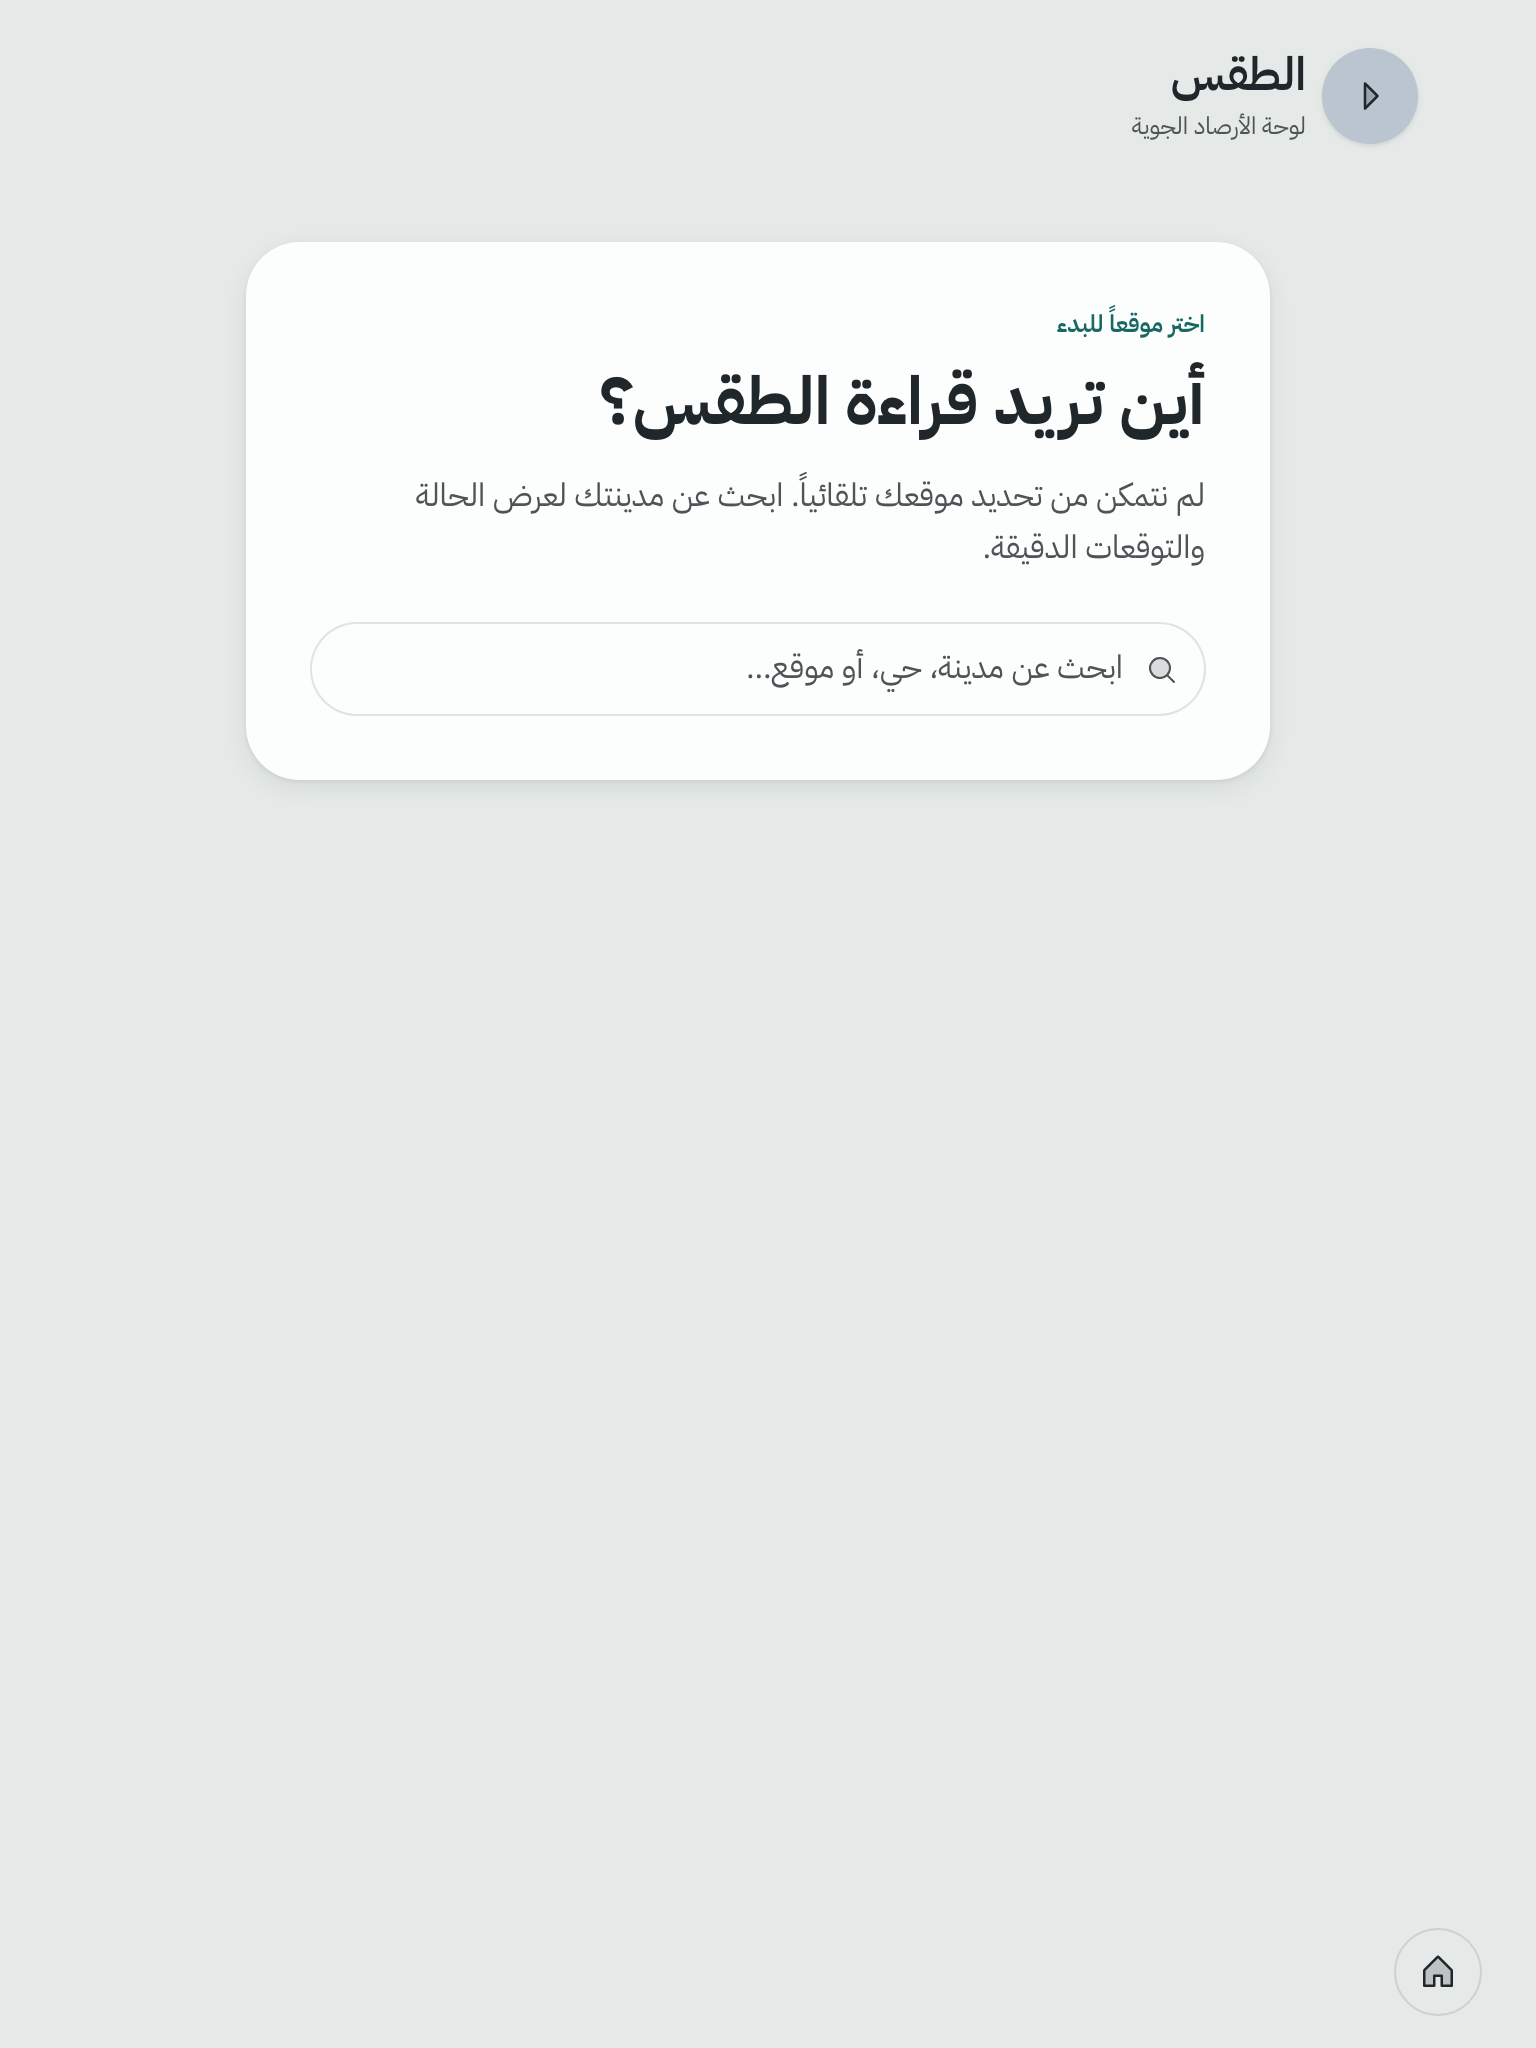 الطقس
لوحة الأرصاد الجوية
اختر موقعاً للبدء
أين تريد قراءة الطقس؟
لم نتمكن من تحديد موقعك تلقائياً. ابحث عن مدينتك لعرض الحالة
والتوقعات الدقيقة.
ابحث عن مدينة، حي، أو موقع...